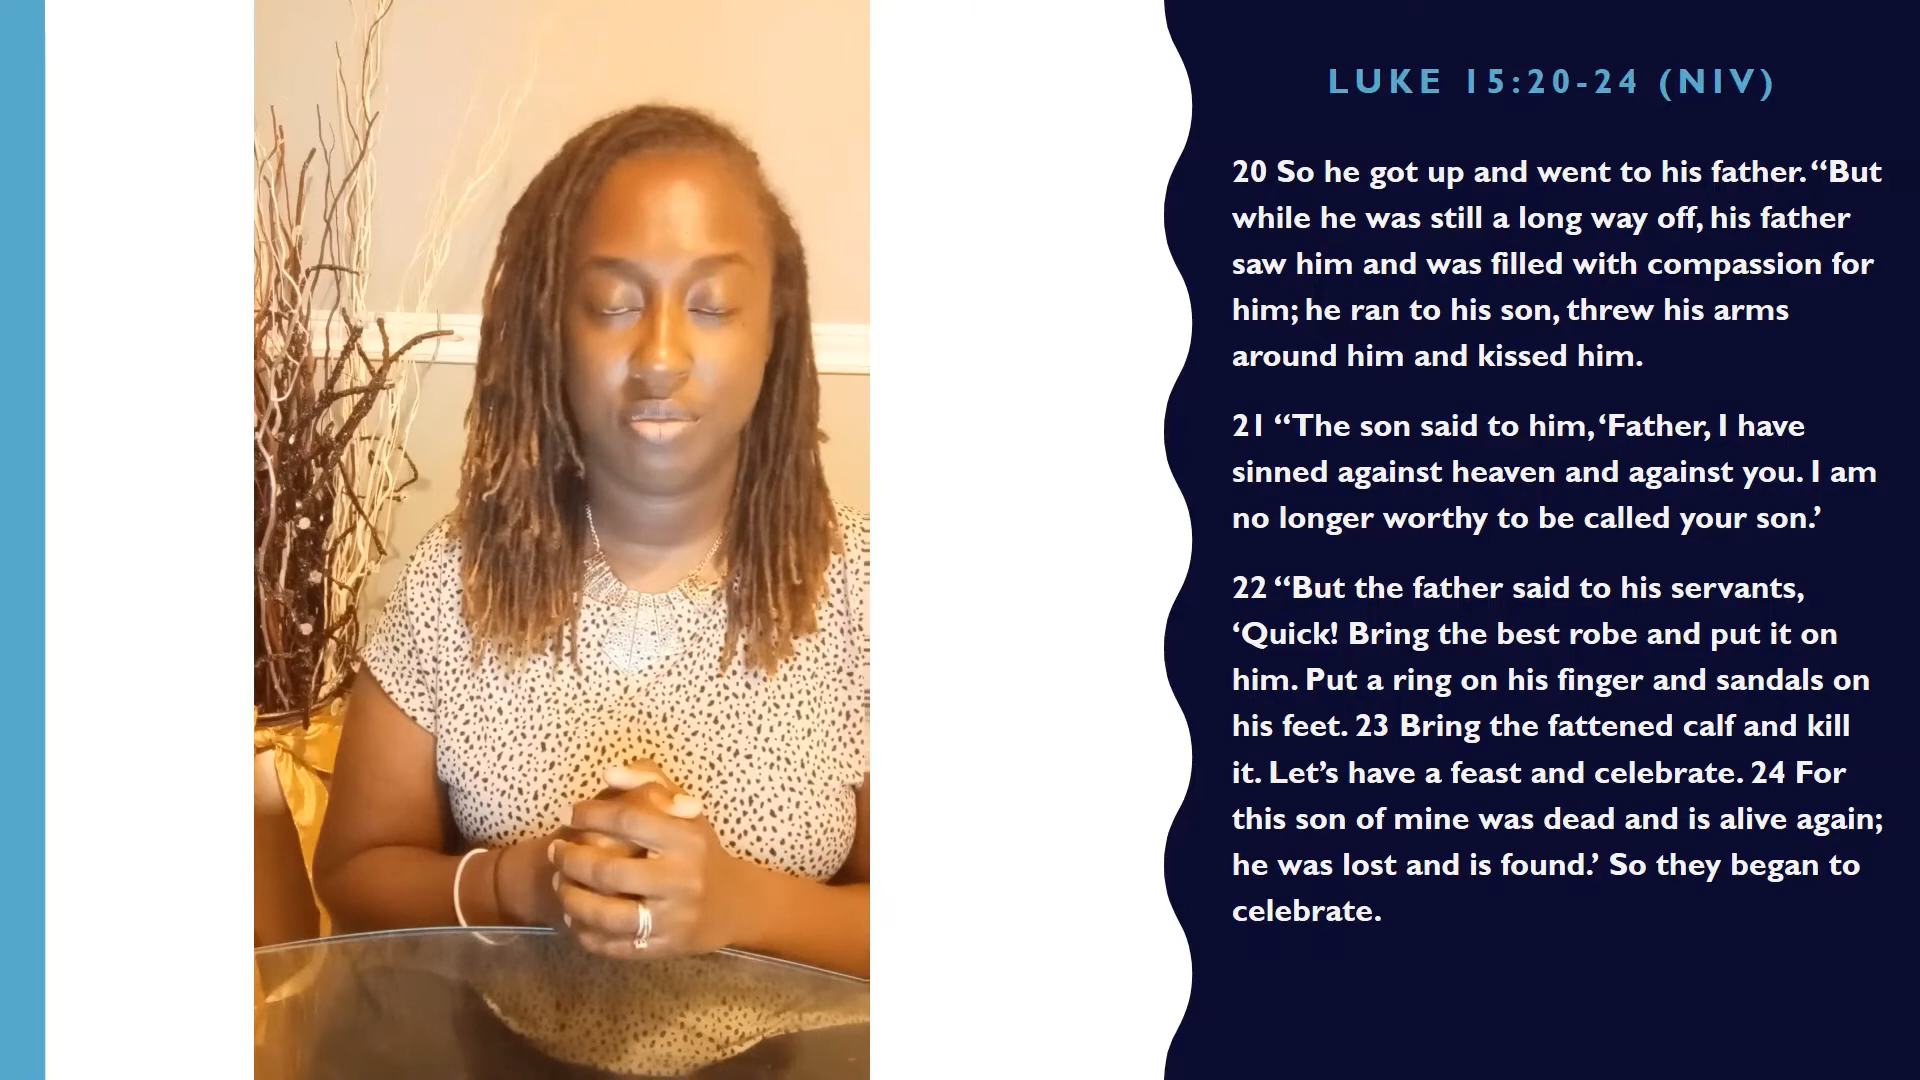 LUKE 15:20-24 (NIV)
20 So he got up and went to his father. “But
while he was still a long way off, his father
saw him and was filled with compassion for
him; he ran to his son, threw his arms
around him and kissed him.
21 “The son said to him, ‘Father, I have
sinned against heaven and against you. I am
no longer worthy to be called your son.’
22 “But the father said to his servants,
‘Quick! Bring the best robe and put it on
him. Put a ring on his finger and sandals on
his feet. 23 Bring the fattened calf and kill
it. Let’s have a feast and celebrate. 24 For
this son of mine was dead and is alive again;
he was lost and is found.’ So they began to
celebrate.